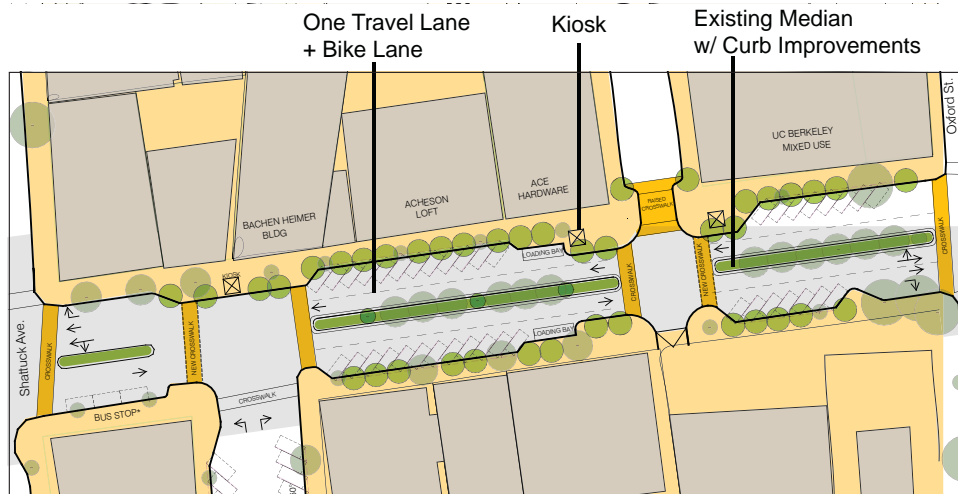 One Travel Lane
+ Bike Lane
Kiosk
Existing Median
w/ Curb Improvements
Oxford St.
UC BERKELEY
MIXED USE
ACE
HARDWARE
ACHESON
LOFT
BACHEN HEIMER
BLDG
RAISED
CROSSWALK
KIOSK
LOADING BAY
CROSSWALK
NEW CROSSWALK
CROSSWALK
LOADING BAY
Shattuck Ave.
CROSSWALK
NEW CROSSWALK
CROSSWALK
BUS STOP*